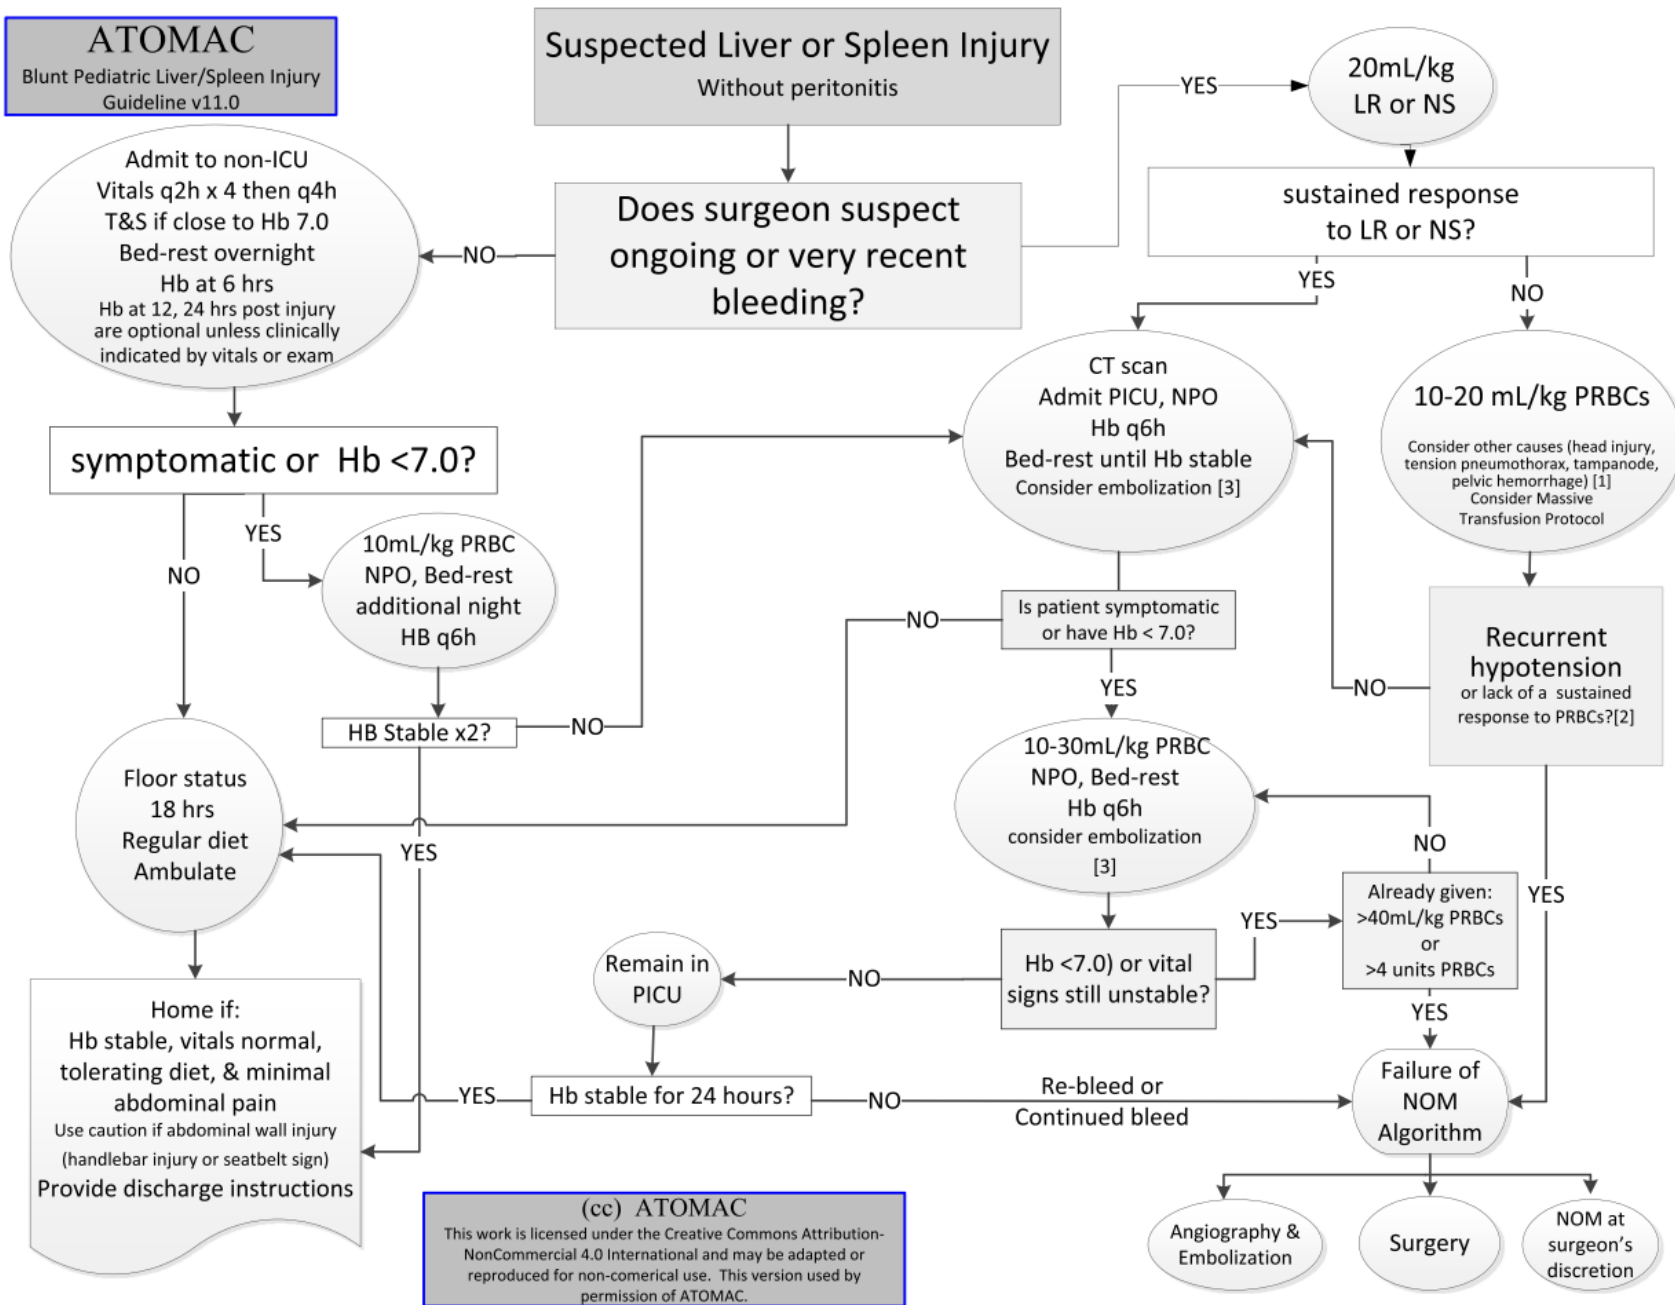 ATOMAC
Blunt Pediatric Liver/Spleen Injury
Guideline v11.0
Suspected Liver or Spleen Injury
Without peritonitis
YES
20mL/kg
LR or NS
Admit to non-ICU
Vitals q2h x 4 then q4h
T&S if close to Hb 7.0
Bed-rest overnight
Hb at 6 hrs
Hb at 12, 24 hrs post injury
are optional unless clinically
indicated by vitals or exam
NO
Does surgeon suspect
ongoing or very recent
bleeding?
sustained response
to LR or NS?
YES
NO
CT scan
Admit PICU, NPO
Hb q6h
Bed-rest until Hb stable
Consider embolization [3]
10-20 mL/kg PRBCs
Consider other causes (head injury,
tension pneumothorax, tampanode,
pelvic hemorrhage) [1]
Consider Massive
Transfusion Protocol
symptomatic or Hb <7.0?
YES
NO
10mL/kg PRBC
NPO, Bed-rest
additional night
HB q6h
NO
Is patient symptomatic
or have Hb < 7.0?
YES
Recurrent
hypotension
or lack of a sustained
response to PRBCs?[2]
NO
HB Stable x2?
NO
YES
Floor status
18 hrs
Regular diet
Ambulate
10-30mL/kg PRBC
NPO, Bed-rest
Hb q6h
consider embolization
[3]
NO
YES
Already given:
>40mL/kg PRBCs
or
>4 units PRBCs
YES
YES
Hb <7.0) or vital
signs still unstable?
NO
Remain in
PICU
Home if:
Hb stable, vitals normal,
tolerating diet, & minimal
abdominal pain
Use caution if abdominal wall injury
(handlebar injury or seatbelt sign)
Provide discharge instructions
YES
Hb stable for 24 hours?
NO
Re-bleed or
Continued bleed
Failure of
NOM
Algorithm
Angiography &
Embolization
Surgery
NOM at
surgeon's
discretion
(cc) ATOMAC
This work is licensed under the Creative Commons Attribution-
NonCommercial 4.0 International and may be adapted or
reproduced for non-comerical use. This version used by
permission of ATOMAC.